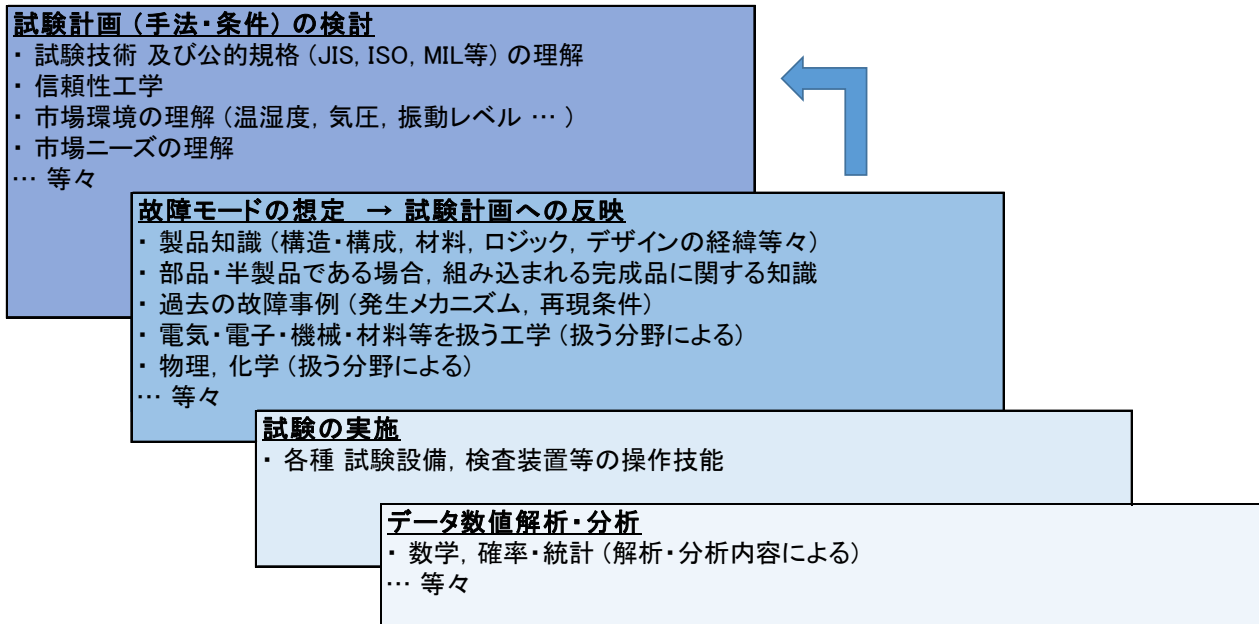 試験計画（手法・条件）の検討
・ 試験技術 及び公的規格（JIS, ISO, MIL等）の理解
・ 信頼性工学
・ 市場環境の理解（温湿度, 気圧, 振動レベル … ）
・ 市場ニーズの理解
… 等々
故障モードの想定 → 試験計画への反映
・ 製品知識（構造・構成, 材料, ロジック, デザインの経緯等々）
・ 部品・半製品である場合, 組み込まれる完成品に関する知識
・ 過去の故障事例（発生メカニズム, 再現条件）
・ 電気・電子・機械・材料等を扱う工学（扱う分野による）
・ 物理, 化学（扱う分野による）
… 等々
試験の実施
・ 各種 試験設備, 検査装置等の操作技能
データ数値解析・分析
・ 数学, 確率・統計（解析・分析内容による）
… 等々